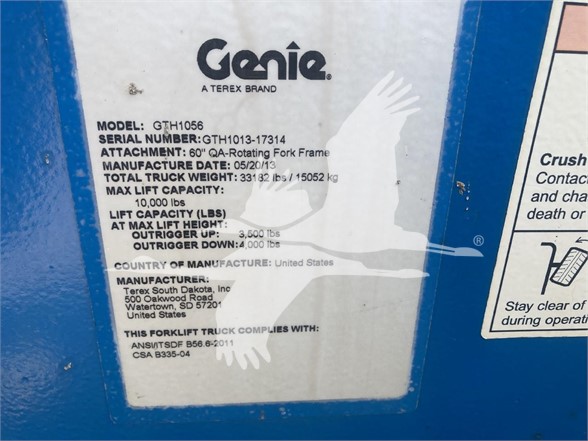 Genie®
A TEREX BRAND
MODEL: GTH1056
SERIAL NUMBER:GTH1013-17314
ATTACHMENT: 60" QA-Rotating Fork Frame
MANUFACTURE DATE: 05/20/13
TOTAL TRUCK WEIGHT: 33182 lbs / 15052 kg
MAX LIFT CAPACITY:
10,000 lbs
LIFT CAPACITY (LBS)
AT MAX LIFT HEIGHT:
OUTRIGGER UP: 3,500 lbs
OUTRIGGER DOWN:4,000 lbs
COUNTRY OF MANUFACTURE: United States
MANUFACTURER:
Terex South Dakota, Inc
500 Oakwood Road
Watertown, SD 57201
United States
THIS FORKLIFT TRUCK COMPLIES WITH:
ANSI/ITSDF B56.6-2011
CSA B335-04
Crush
Contac
and cha
death or
Stay clear of
during operati
®